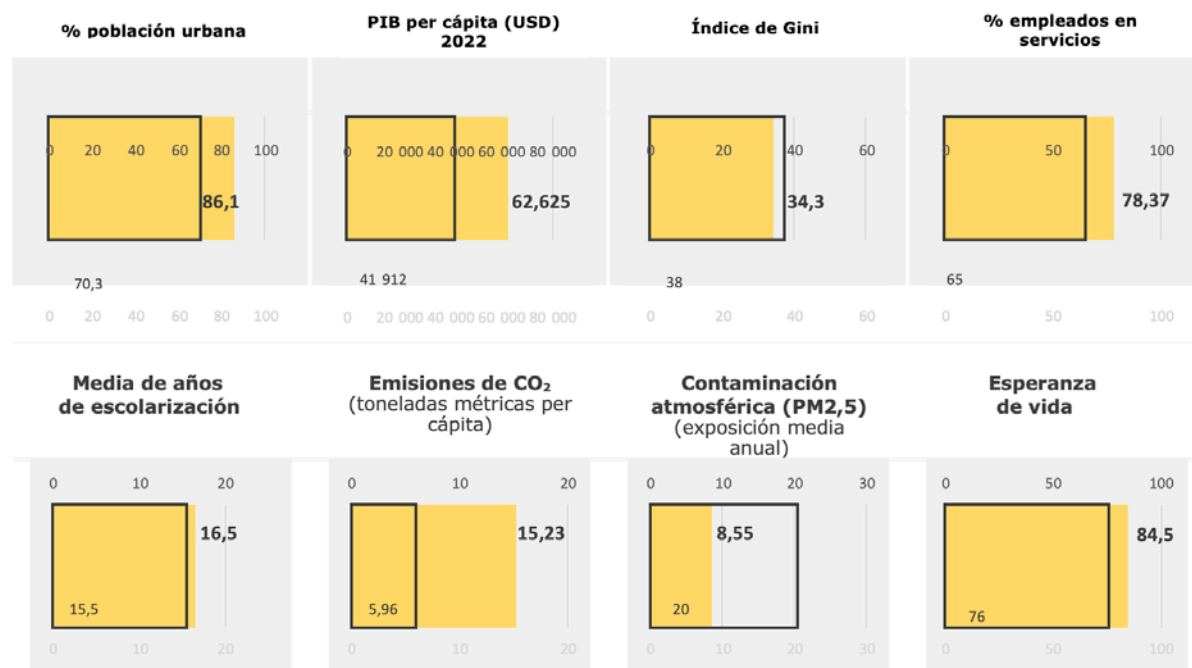 % población urbana
PIB per cápita (USD)
2022
Índice de Gini
% empleados en
servicios
0 20 40 60 80 100
0 20 000 40 000 60 000 80 000
0 20 40 60
0 50 100
86,1
62,625
34,3
78,37
70,3
41 912
38
65
0 20 40 60 80 100
0 20 000 40 000 60 000 80 000
0 20 40 60
0 50 100
Media de años
de escolarización
Emisiones de CO₂
(toneladas métricas per
cápita)
Contaminación
atmosférica (PM2,5)
(exposición media
anual)
Esperanza
de vida
0 10 20
0 10 20
0 10 20 30
0 50 100
16,5
15,23
8,55
84,5
15,5
5,96
20
76
0 10 20
0 10 20
0 10 20 30
0 50 100